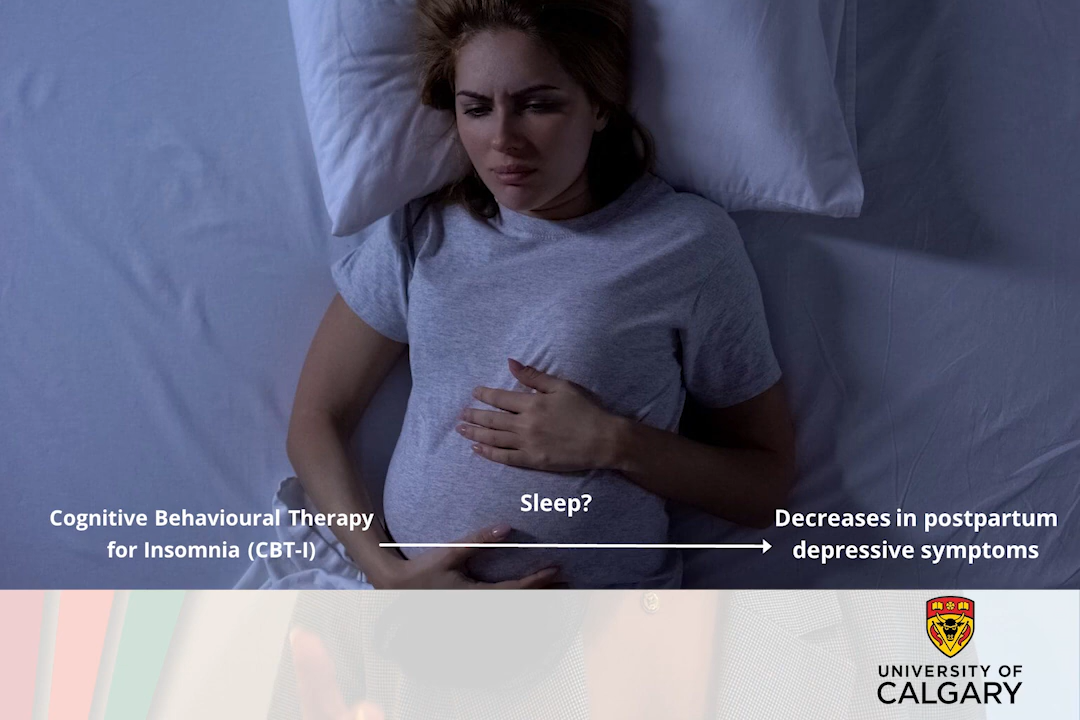 Sleep?
Cognitive Behavioural Therapy
for Insomnia (CBT-I)
Decreases in postpartum
depressive symptoms
UNIVERSITY OF
CALGARY